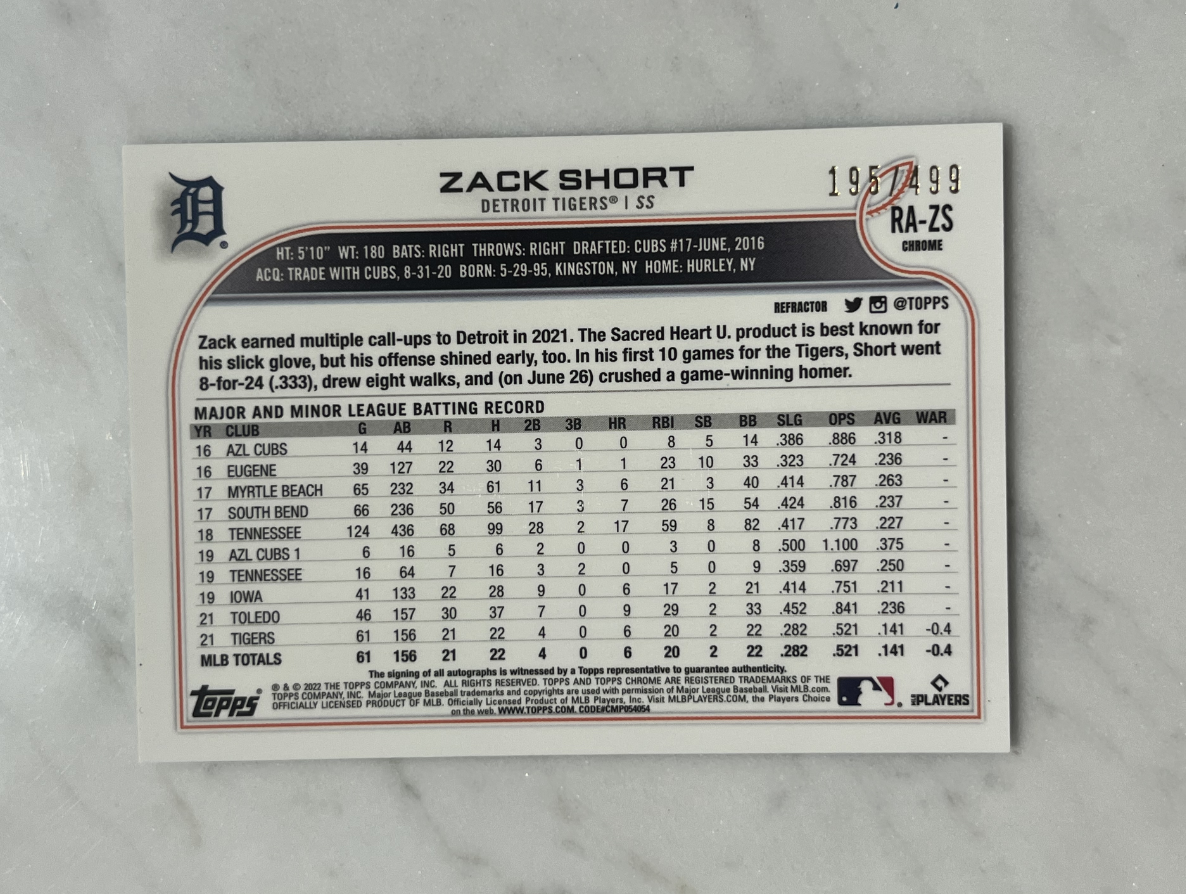 D
ZACK SHORT
DETROIT TIGERS® | SS
195/499
RA-ZS
CHROME
HT: 5'10" WT: 180 BATS: RIGHT THROWS: RIGHT DRAFTED: CUBS #17-JUNE, 2016
ACQ: TRADE WITH CUBS, 8-31-20 BORN: 5-29-95, KINGSTON, NY HOME: HURLEY, NY
REFRACTOR @TOPPS
Zack earned multiple call-ups to Detroit in 2021. The Sacred Heart U. product is best known for
his slick glove, but his offense shined early, too. In his first 10 games for the Tigers, Short went
8-for-24 (.333), drew eight walks, and (on June 26) crushed a game-winning homer.
MAJOR AND MINOR LEAGUE BATTING RECORD
YR CLUB G AB R H 2B 3B HR RBI SB BB SLG OPS AVG WAR
16 AZL CUBS 14 44 12 14 3 0 0 8 5 14 .386 .886 .318 -
16 EUGENE 39 127 22 30 6 1 1 23 10 33 .323 .724 .236 -
17 MYRTLE BEACH 65 232 34 61 11 3 6 21 3 40 .414 .787 .263 -
17 SOUTH BEND 66 236 50 56 17 3 7 26 15 54 .424 .816 .237 -
18 TENNESSEE 124 436 68 99 28 2 17 59 8 82 .417 .773 .227 -
19 AZL CUBS 1 6 16 5 6 2 0 0 3 0 8 .500 1.100 .375 -
19 TENNESSEE 16 64 7 16 3 2 0 5 0 9 .359 .697 .250 -
19 IOWA 41 133 22 28 9 0 6 17 2 21 .414 .751 .211 -
21 TOLEDO 46 157 30 37 7 0 9 29 2 33 .452 .841 .236 -
21 TIGERS 61 156 21 22 4 0 6 20 2 22 .282 .521 .141 -0.4
MLB TOTALS 61 156 21 22 4 0 6 20 2 22 .282 .521 .141 -0.4
The signing of all autographs is witnessed by a Topps representative to guarantee authenticity.
® & © 2022 THE TOPPS COMPANY, INC. ALL RIGHTS RESERVED. TOPPS AND TOPPS CHROME ARE REGISTERED TRADEMARKS OF THE
TOPPS COMPANY, INC. Major League Baseball trademarks and copyrights are used with permission of Major League Baseball. Visit MLB.com.
OFFICIALLY LICENSED PRODUCT OF MLB. Officially Licensed Product of MLB Players, Inc. Visit MLBPLAYERS.com, the Players Choice
on the web. WWW.TOPPS.COM. CODE#CMP054054
Topps®
MLB PLAYERS